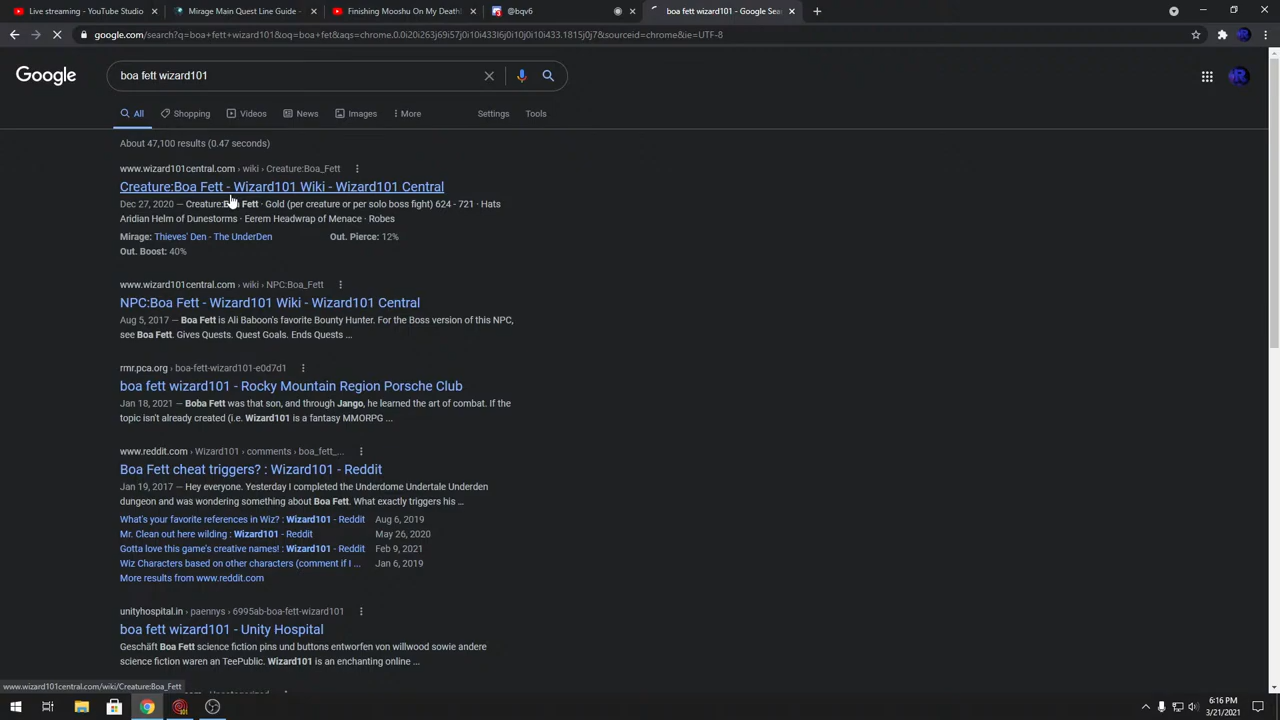 Live streaming - YouTube Studio
Mirage Main Quest Line Guide -
Finishing Mooshu On My Death
@bqv6
boa fett wizard101 - Google Sea
google.com/search?q=boa+fett+wizard101&oq=boa+fet&aqs=chrome.0.0i20i263j69i57j0i10i433l6j0i10j0i10i433.1815j0j7&sourceid=chrome&ie=UTF-8
Google
boa fett wizard101
All
Shopping
Videos
News
Images
More
Settings
Tools
About 47,100 results (0.47 seconds)
www.wizard101central.com › wiki › Creature:Boa_Fett
Creature:Boa Fett - Wizard101 Wiki - Wizard101 Central
Dec 27, 2020 — Creature:Boa Fett · Gold (per creature or per solo boss fight) 624 - 721 · Hats
Aridian Helm of Dunestorms · Eerem Headwrap of Menace · Robes
Mirage: Thieves' Den - The UnderDen
Out. Pierce: 12%
Out. Boost: 40%
www.wizard101central.com › wiki › NPC:Boa_Fett
NPC:Boa Fett - Wizard101 Wiki - Wizard101 Central
Aug 5, 2017 — Boa Fett is Ali Baboon's favorite Bounty Hunter. For the Boss version of this NPC,
see Boa Fett. Gives Quests. Quest Goals. Ends Quests ...
rmr.pca.org › boa-fett-wizard101-e0d7d1
boa fett wizard101 - Rocky Mountain Region Porsche Club
Jan 18, 2021 — Boba Fett was that son, and through Jango, he learned the art of combat. If the
topic isn't already created (i.e. Wizard101 is a fantasy MMORPG ...
www.reddit.com › Wizard101 › comments › boa_fett_...
Boa Fett cheat triggers? : Wizard101 - Reddit
Jan 19, 2017 — Hey everyone. Yesterday I completed the Underdome Undertale Underden
dungeon and was wondering something about Boa Fett. What exactly triggers his ...
What's your favorite references in Wiz? : Wizard101 - Reddit
Aug 6, 2019
Mr. Clean out here wilding : Wizard101 - Reddit
May 26, 2020
Gotta love this game's creative names! : Wizard101 - Reddit
Feb 9, 2021
Wiz Characters based on other characters (comment if I ...
Jan 6, 2019
More results from www.reddit.com
unityhospital.in › paennys › 6995ab-boa-fett-wizard101
boa fett wizard101 - Unity Hospital
Geschäft Boa Fett science fiction pins und buttons entworfen von willwood sowie andere
science fiction waren an TeePublic. Wizard101 is an enchanting online ...
www.wizard101central.com/wiki/Creature:Boa_Fett
6:16 PM
3/21/2021